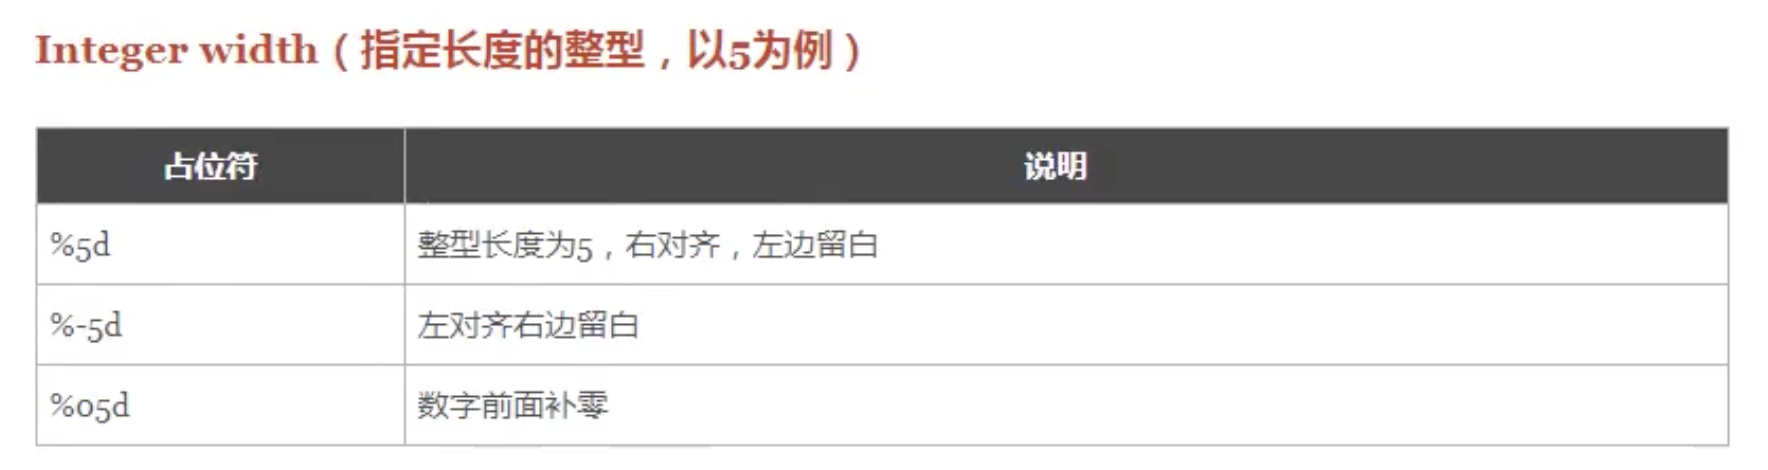 Integer width（指定长度的整型，以5为例）
占位符 说明
%5d 整型长度为5，右对齐，左边留白
%-5d 左对齐右边留白
%05d 数字前面补零